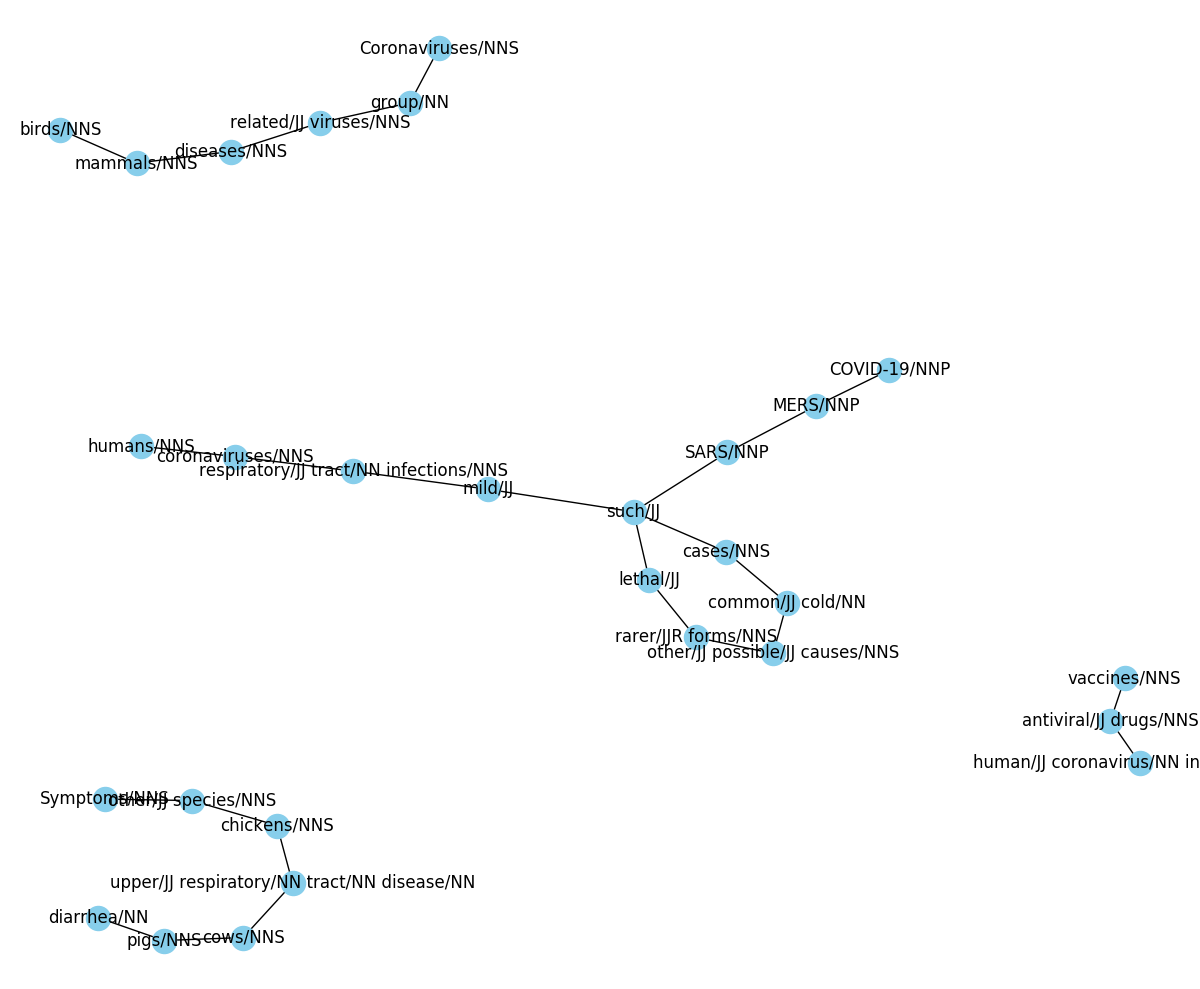 Coronaviruses/NNS
group/NN
related/JJ viruses/NNS
birds/NNS
diseases/NNS
mammals/NNS
COVID-19/NNP
MERS/NNP
humans/NNS
SARS/NNP
coronaviruses/NNS
respiratory/JJ tract/NN infections/NNS
mild/JJ
such/JJ
cases/NNS
lethal/JJ
common/JJ cold/NN
rarer/JJR forms/NNS
other/JJ possible/JJ causes/NNS
vaccines/NNS
antiviral/JJ drugs/NNS
human/JJ coronavirus/NN in
Symptoms/NNS
other/JJ species/NNS
chickens/NNS
upper/JJ respiratory/NN tract/NN disease/NN
diarrhea/NN
cows/NNS
pigs/NNS